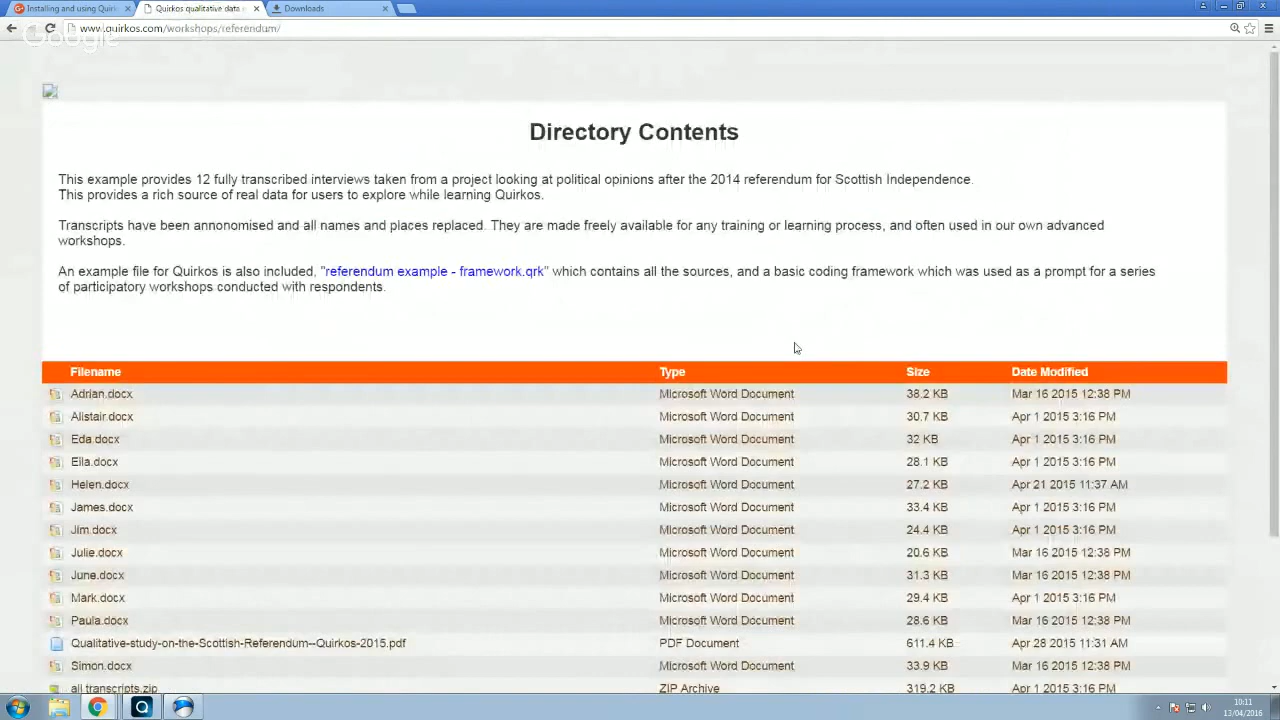 Installing and using Quirk
Quirkos qualitative data
Downloads
www.quirkos.com/workshops/referendum/
Google
Directory Contents
This example provides 12 fully transcribed interviews taken from a project looking at political opinions after the 2014 referendum for Scottish Independence.
This provides a rich source of real data for users to explore while learning Quirkos.
Transcripts have been annonomised and all names and places replaced. They are made freely available for any training or learning process, and often used in our own advanced
workshops.
An example file for Quirkos is also included, "referendum example - framework.qrk" which contains all the sources, and a basic coding framework which was used as a prompt for a series
of participatory workshops conducted with respondents.
Filename Type Size Date Modified
Adrian.docx Microsoft Word Document 38.2 KB Mar 16 2015 12:38 PM
Alistair.docx Microsoft Word Document 30.7 KB Apr 1 2015 3:16 PM
Eda.docx Microsoft Word Document 32 KB Apr 1 2015 3:16 PM
Eila.docx Microsoft Word Document 28.1 KB Apr 1 2015 3:16 PM
Helen.docx Microsoft Word Document 27.2 KB Apr 21 2015 11:37 AM
James.docx Microsoft Word Document 33.4 KB Apr 1 2015 3:16 PM
Jim.docx Microsoft Word Document 24.4 KB Apr 1 2015 3:16 PM
Julie.docx Microsoft Word Document 20.6 KB Mar 16 2015 12:38 PM
June.docx Microsoft Word Document 31.3 KB Mar 16 2015 12:38 PM
Mark.docx Microsoft Word Document 29.4 KB Apr 1 2015 3:16 PM
Paula.docx Microsoft Word Document 28.6 KB Mar 16 2015 12:38 PM
Qualitative-study-on-the-Scottish-Referendum--Quirkos-2015.pdf PDF Document 611.4 KB Apr 28 2015 11:31 AM
Simon.docx Microsoft Word Document 33.9 KB Mar 16 2015 12:38 PM
all transcripts.zip ZIP Archive 319.2 KB Apr 1 2015 3:16 PM
10:11
13/04/2016